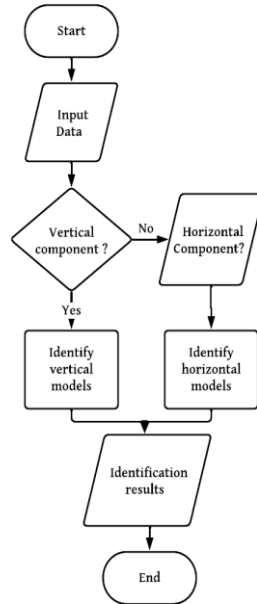 Start
Input
Data
Vertical
component ?
No
Horizontal
Component?
Yes
Identify
vertical
models
Identify
horizontal
models
Identification
results
End